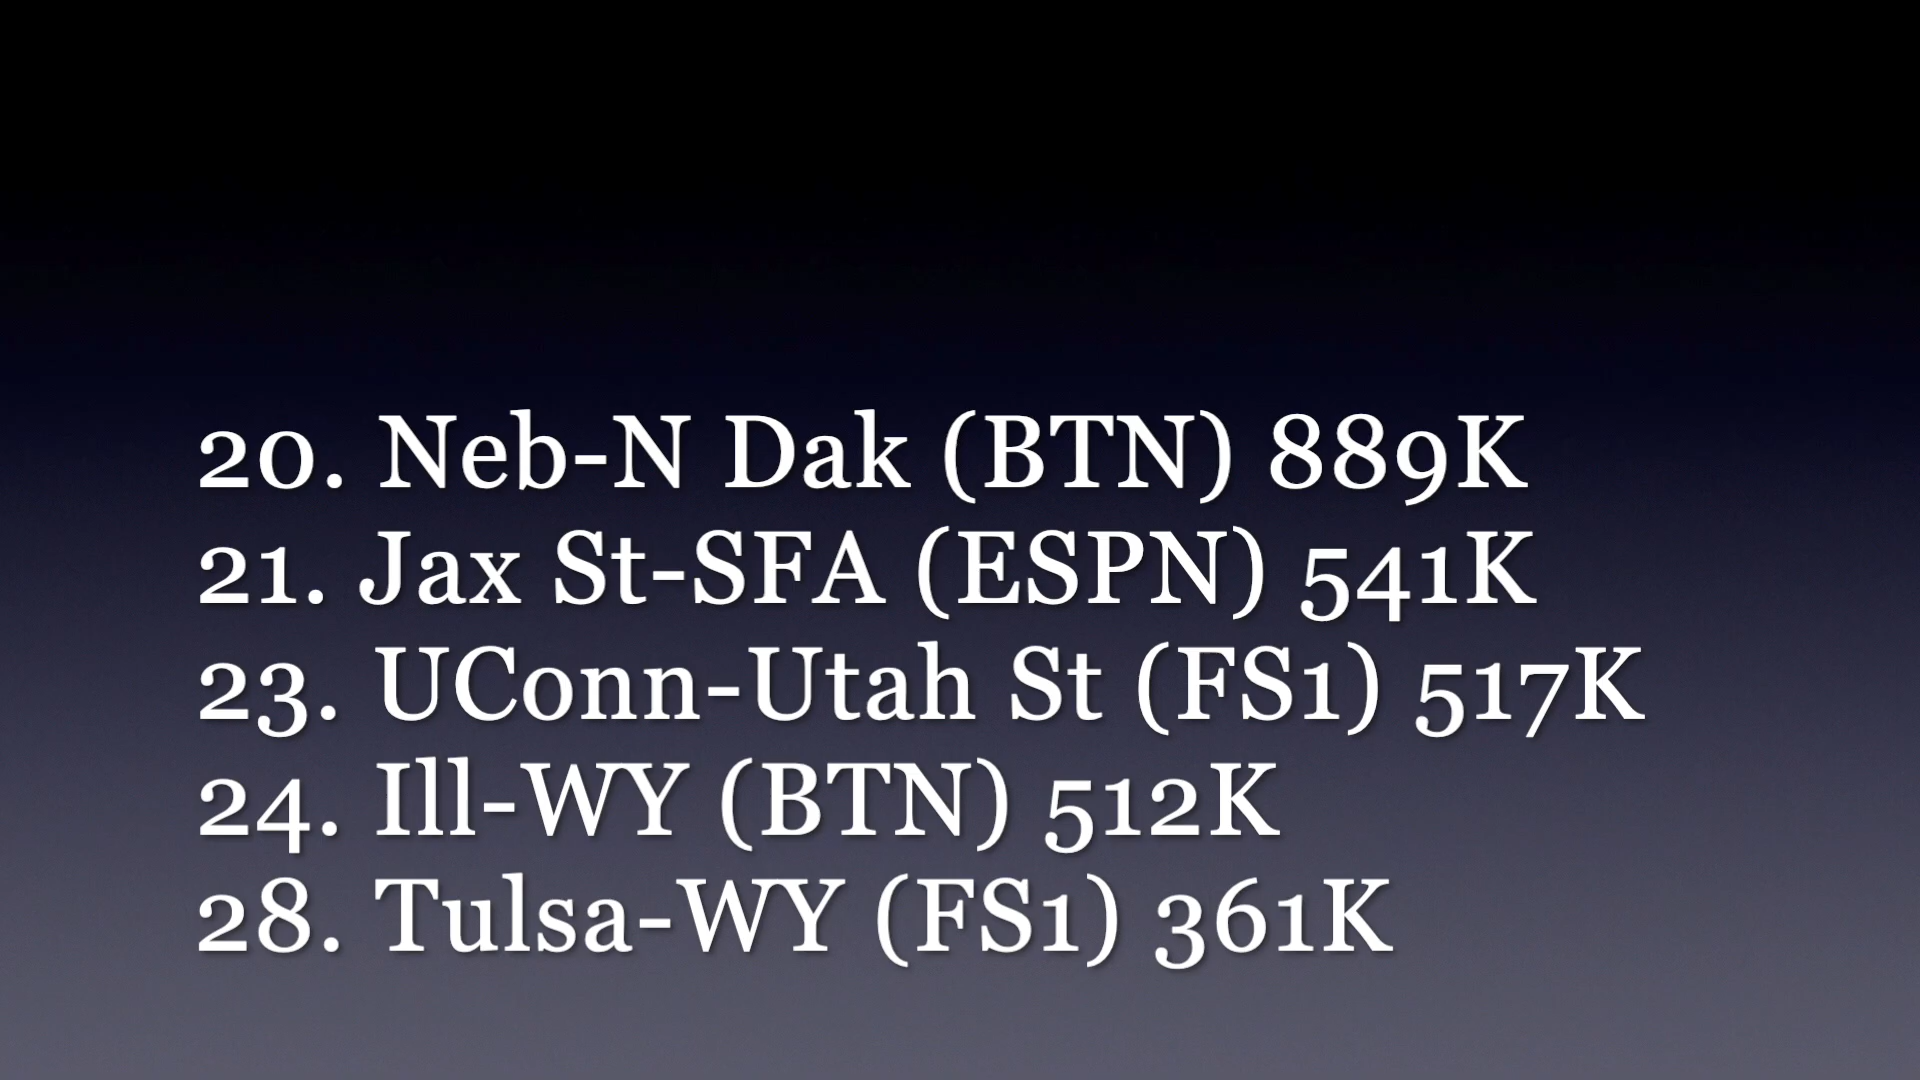 20. Neb-N Dak (BTN) 889K
21. Jax St-SFA (ESPN) 541K
23. UConn-Utah St (FS1) 517K
24. Ill-WY (BTN) 512K
28. Tulsa-WY (FS1) 361K